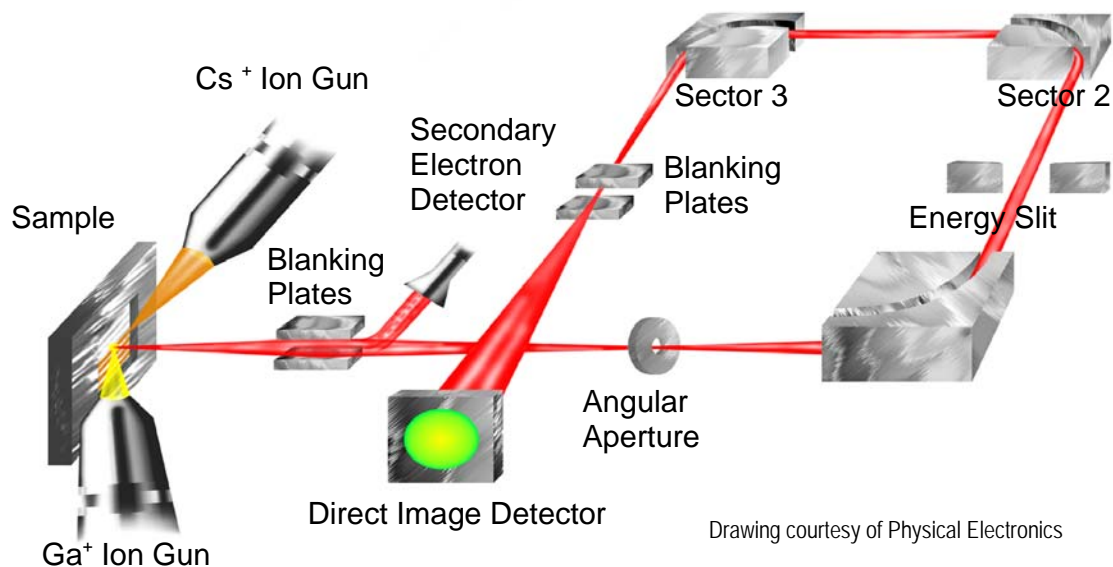 Cs + Ion Gun
Sector 3
Sector 2
Secondary
Electron
Detector
Blanking
Plates
Sample
Energy Slit
Blanking
Plates
Angular
Aperture
Direct Image Detector
Drawing courtesy of Physical Electronics
Ga+ Ion Gun